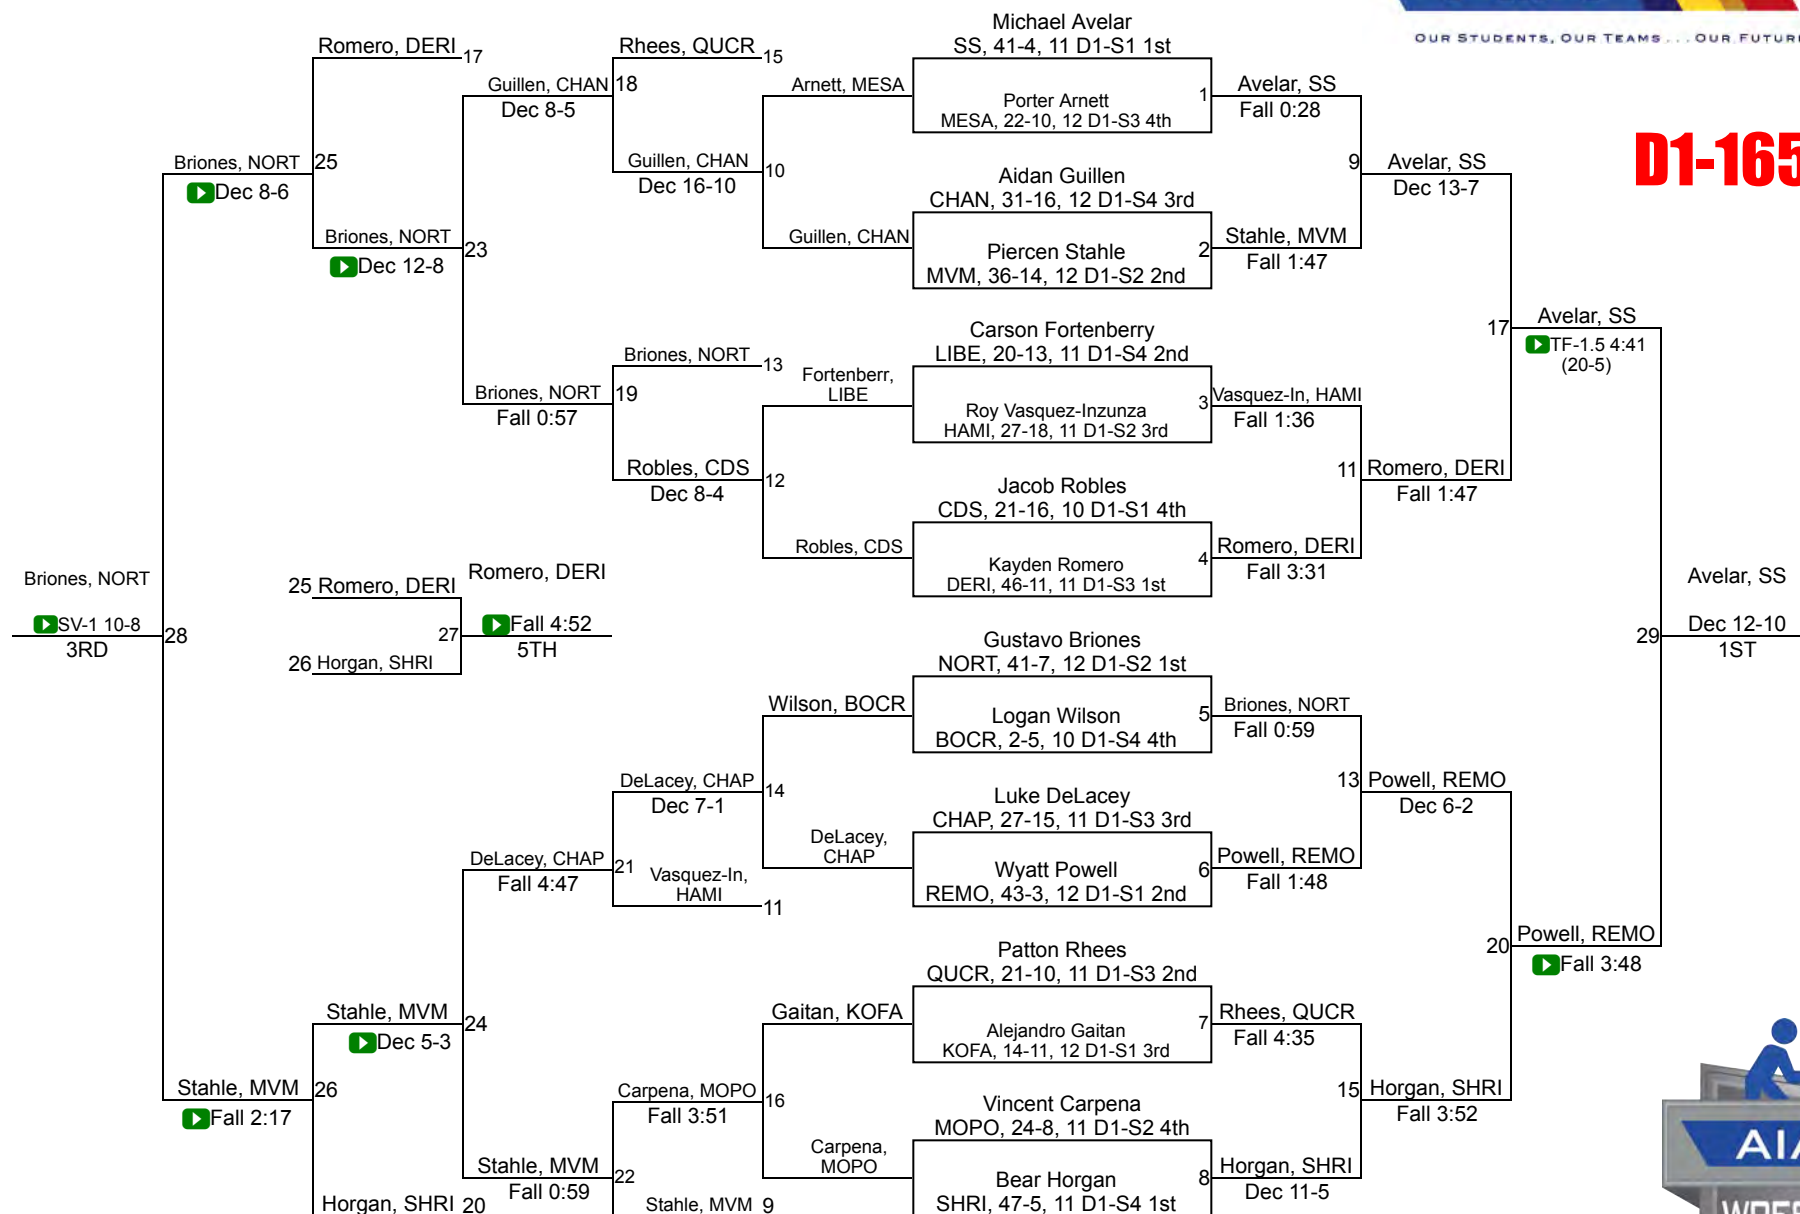 OUR STUDENTS, OUR TEAMS . . . OUR FUTURE
D1-165
Romero, DERI
17
Guillen, CHAN
Dec 8-5
18
Rhees, QUCR
15
Guillen, CHAN
Dec 16-10
10
Arnett, MESA
Guillen, CHAN
Briones, NORT
Dec 8-6
25
Briones, NORT
Dec 12-8
23
Briones, NORT
Fall 0:57
19
Briones, NORT
13
Robles, CDS
Dec 8-4
12
Fortenberr,
LIBE
Robles, CDS
Briones, NORT
SV-1 10-8
3RD
28
25 Romero, DERI
26 Horgan, SHRI
27
Romero, DERI
Fall 4:52
5TH
DeLacey, CHAP
Fall 4:47
21
DeLacey, CHAP
Dec 7-1
14
Vasquez-In,
HAMI
11
Wilson, BOCR
DeLacey,
CHAP
Stahle, MVM
Dec 5-3
24
Stahle, MVM
Fall 2:17
26
Horgan, SHRI 20
Stahle, MVM
Fall 0:59
22
Carpena, MOPO
Fall 3:51
16
Stahle, MVM 9
Gaitan, KOFA
Carpena,
MOPO
Michael Avelar
SS, 41-4, 11 D1-S1 1st
Porter Arnett
MESA, 22-10, 12 D1-S3 4th
1
Aidan Guillen
CHAN, 31-16, 12 D1-S4 3rd
Piercen Stahle
MVM, 36-14, 12 D1-S2 2nd
2
Carson Fortenberry
LIBE, 20-13, 11 D1-S4 2nd
Roy Vasquez-Inzunza
HAMI, 27-18, 11 D1-S2 3rd
3
Jacob Robles
CDS, 21-16, 10 D1-S1 4th
Kayden Romero
DERI, 46-11, 11 D1-S3 1st
4
Gustavo Briones
NORT, 41-7, 12 D1-S2 1st
Logan Wilson
BOCR, 2-5, 10 D1-S4 4th
5
Luke DeLacey
CHAP, 27-15, 11 D1-S3 3rd
Wyatt Powell
REMO, 43-3, 12 D1-S1 2nd
6
Patton Rhees
QUCR, 21-10, 11 D1-S3 2nd
Alejandro Gaitan
KOFA, 14-11, 12 D1-S1 3rd
7
Vincent Carpena
MOPO, 24-8, 11 D1-S2 4th
Bear Horgan
SHRI, 47-5, 11 D1-S4 1st
8
Avelar, SS
Fall 0:28
Stahle, MVM
Fall 1:47
9
Avelar, SS
Dec 13-7
Vasquez-In, HAMI
Fall 1:36
Romero, DERI
Fall 3:31
11
Romero, DERI
Fall 1:47
17
Avelar, SS
TF-1.5 4:41
(20-5)
Briones, NORT
Fall 0:59
Powell, REMO
Fall 1:48
13
Powell, REMO
Dec 6-2
Rhees, QUCR
Fall 4:35
Horgan, SHRI
Dec 11-5
15
Horgan, SHRI
Fall 3:52
20
Powell, REMO
Fall 3:48
29
Avelar, SS
Dec 12-10
1ST
AIA